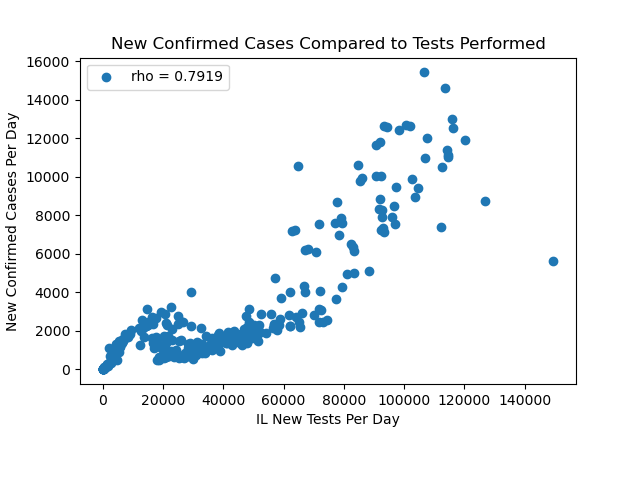 New Confirmed Cases Compared to Tests Performed
rho = 0.7919
New Confirmed Caeses Per Day
16000
14000
12000
10000
8000
6000
4000
2000
0
0 20000 40000 60000 80000 100000 120000 140000
IL New Tests Per Day